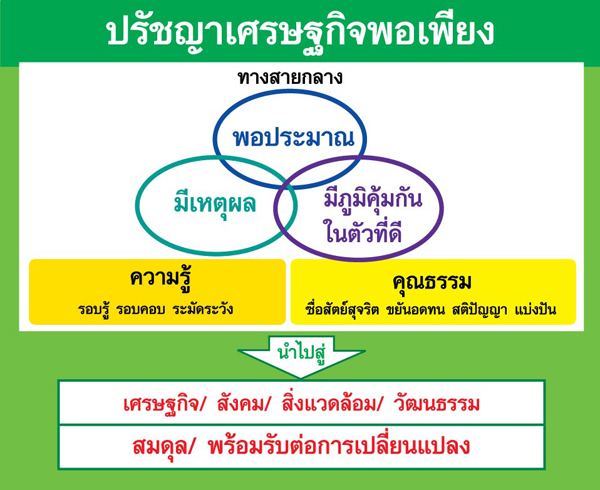 ปรัชญาเศรษฐกิจพอเพียง
ทางสายกลาง
พอประมาณ
มีเหตุผล
มีภูมิคุ้มกัน
ในตัวที่ดี
ความรู้
รอบรู้ รอบคอบ ระมัดระวัง
คุณธรรม
ซื่อสัตย์สุจริต ขยันอดทน สติปัญญา แบ่งปัน
นำไปสู่
เศรษฐกิจ/ สังคม/ สิ่งแวดล้อม/ วัฒนธรรม
สมดุล/ พร้อมรับต่อการเปลี่ยนแปลง